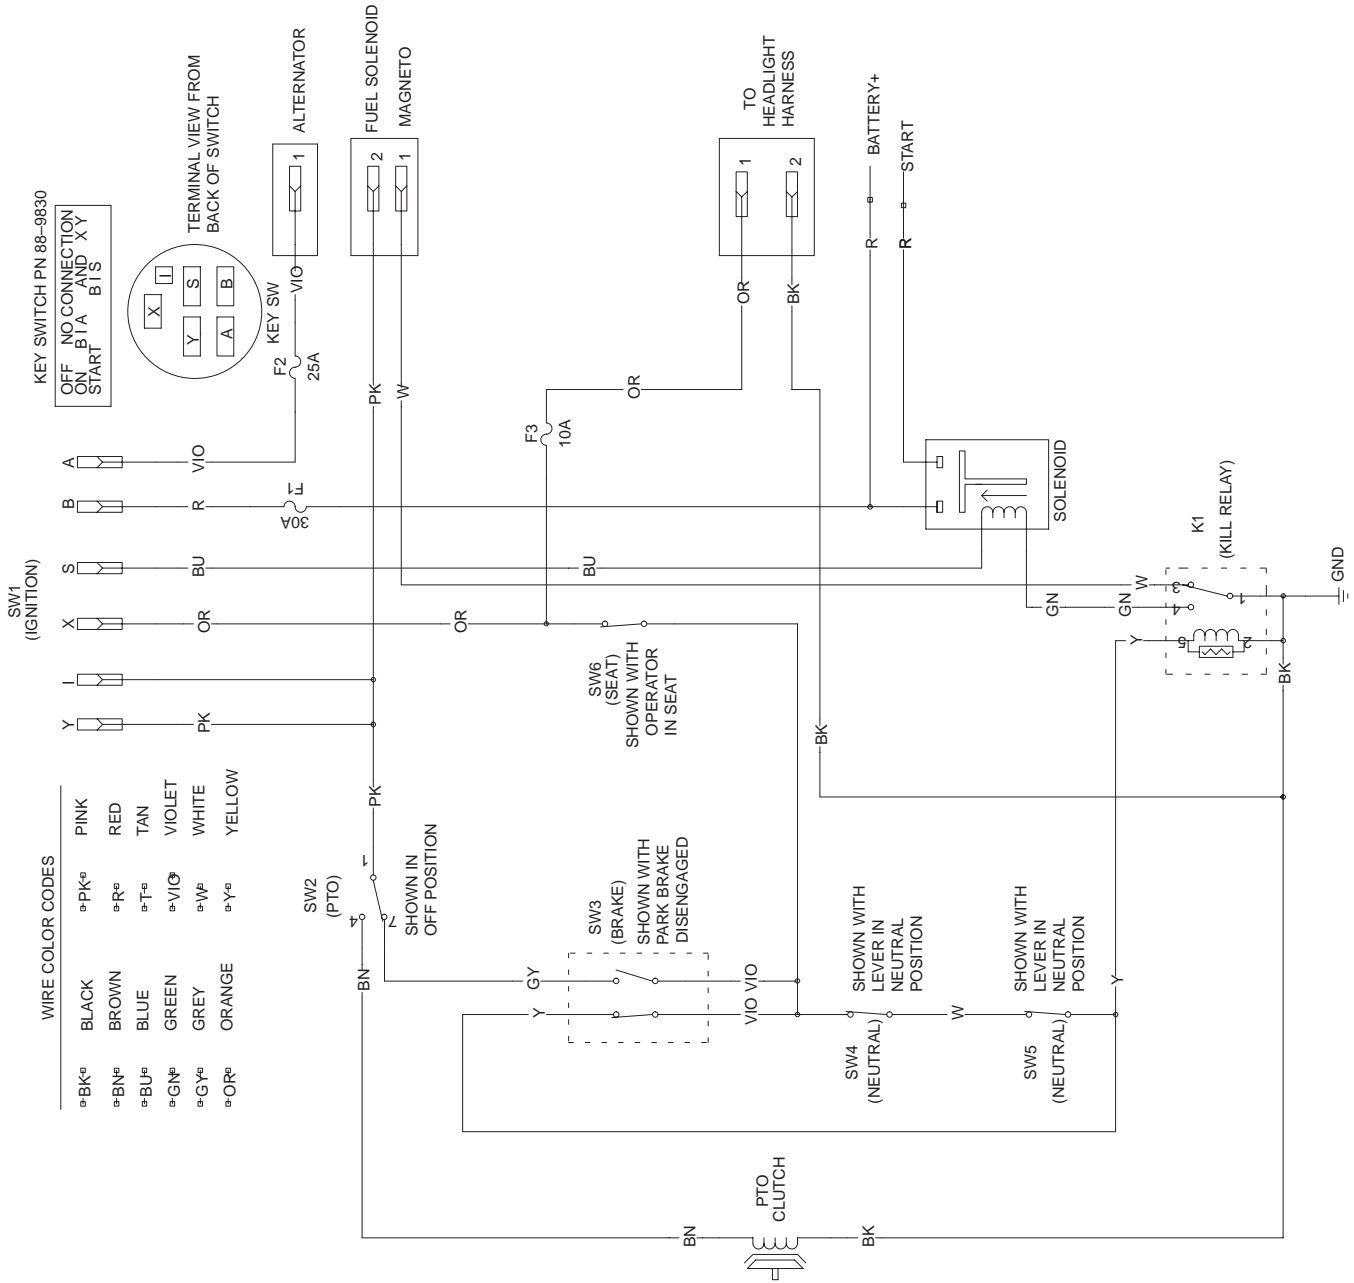 KEY SWITCH PN 88–9830
OFF NO CONNECTION
ON B I A AND X Y
START B I S
TERMINAL VIEW FROM
BACK OF SWITCH
X
I
Y
S
A
B
KEY SW
ALTERNATOR
1
FUEL SOLENOID
2
MAGNETO
1
TO
HEADLIGHT
HARNESS
1
2
BATTERY+
START
VIO
F2
25A
PK
W
OR
BK
R
R
F3
10A
OR
SW1
(IGNITION)
A
B
S
X
I
Y
VIO
R
F1
30A
BU
BU
OR
OR
PK
SOLENOID
K1
(KILL RELAY)
W
3
GN
GN
4
1
Y
5
2
GND
BK
SW6
(SEAT)
SHOWN WITH
OPERATOR
IN SEAT
BK
WIRE COLOR CODES
BK BLACK
PK PINK
BN BROWN
R RED
BU BLUE
T TAN
GN GREEN
VIO VIOLET
GY GREY
W WHITE
OR ORANGE
Y YELLOW
PK
SW2
(PTO)
1
4
7
SHOWN IN
OFF POSITION
BN
GY
SW3
(BRAKE)
SHOWN WITH
PARK BRAKE
DISENGAGED
Y
VIO
VIO
SHOWN WITH
LEVER IN
NEUTRAL
POSITION
SW4
(NEUTRAL)
W
SHOWN WITH
LEVER IN
NEUTRAL
POSITION
SW5
(NEUTRAL)
Y
PTO
CLUTCH
BN
BK